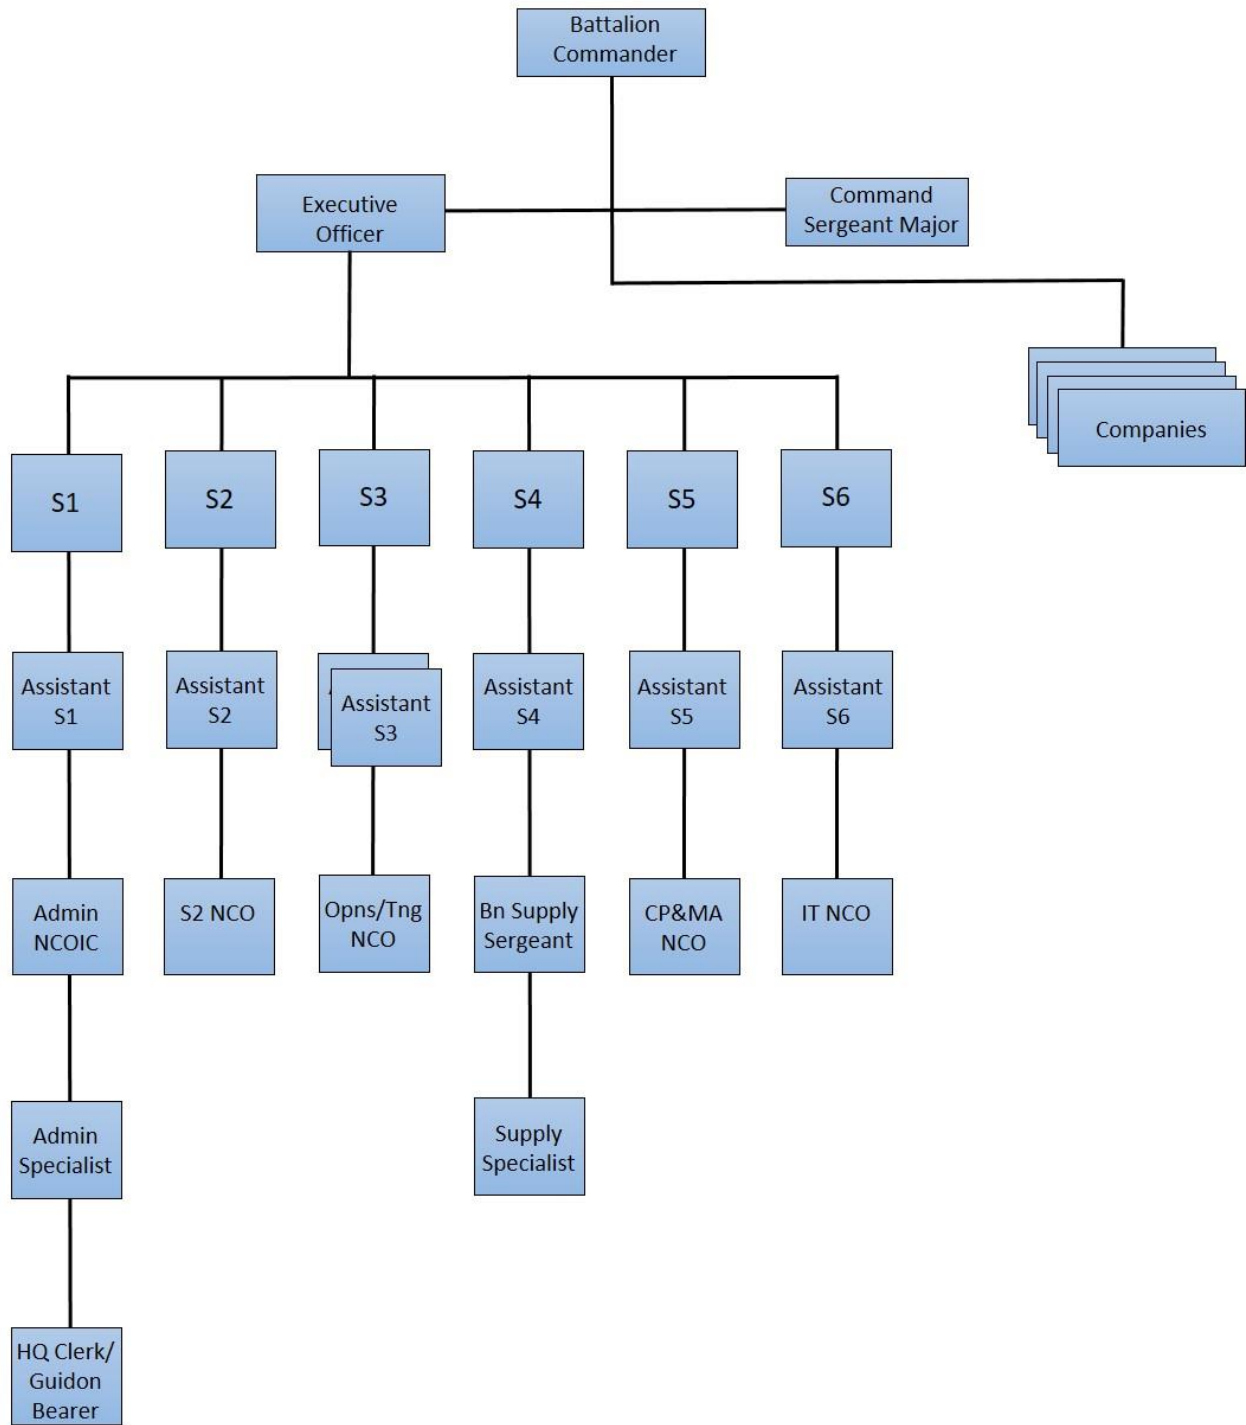 Battalion
Commander
Executive
Officer
Command
Sergeant Major
Companies
S1
S2
S3
S4
S5
S6
Assistant
S1
Assistant
S2
Assistant
S3
Assistant
S4
Assistant
S5
Assistant
S6
Admin
NCOIC
S2 NCO
Opns/Tng
NCO
Bn Supply
Sergeant
CP&MA
NCO
IT NCO
Admin
Specialist
Supply
Specialist
HQ Clerk/
Guidon
Bearer